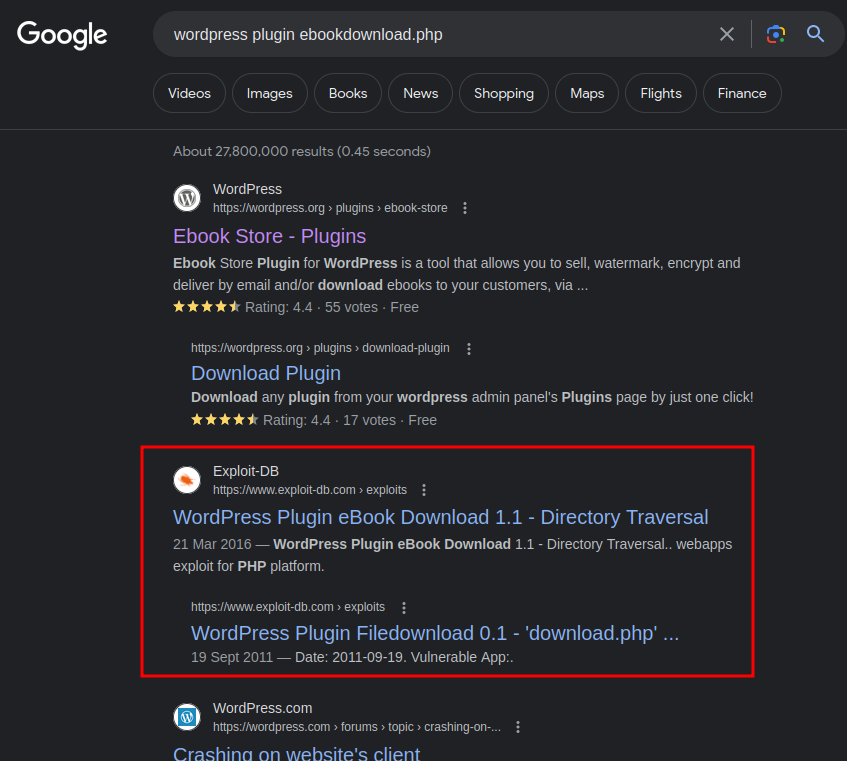 Google
wordpress plugin ebookdownload.php
Videos
Images
Books
News
Shopping
Maps
Flights
Finance
About 27,800,000 results (0.45 seconds)
WordPress
https://wordpress.org › plugins › ebook-store
Ebook Store - Plugins
Ebook Store Plugin for WordPress is a tool that allows you to sell, watermark, encrypt and
deliver by email and/or download ebooks to your customers, via ...
Rating: 4.4 · 55 votes · Free
https://wordpress.org › plugins › download-plugin
Download Plugin
Download any plugin from your wordpress admin panel's Plugins page by just one click!
Rating: 4.4 · 17 votes · Free
Exploit-DB
https://www.exploit-db.com › exploits
WordPress Plugin eBook Download 1.1 - Directory Traversal
21 Mar 2016 — WordPress Plugin eBook Download 1.1 - Directory Traversal.. webapps
exploit for PHP platform.
https://www.exploit-db.com › exploits
WordPress Plugin Filedownload 0.1 - 'download.php' ...
19 Sept 2011 — Date: 2011-09-19. Vulnerable App:.
WordPress.com
https://wordpress.com › forums › topic › crashing-on-...
Crashing on website's client